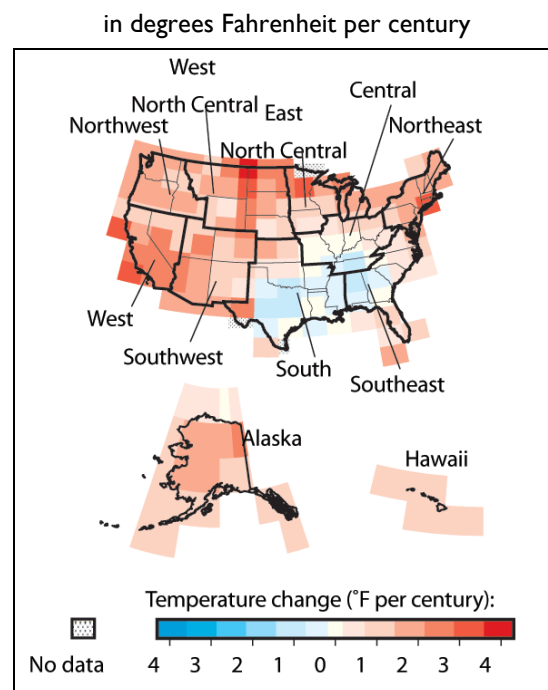 in degrees Fahrenheit per century
West
North Central
Northwest
East
North Central
Central
Northeast
West
Southwest
South
Southeast
Alaska
Hawaii
Temperature change (°F per century):
No data
4 3 2 1 0 1 2 3 4